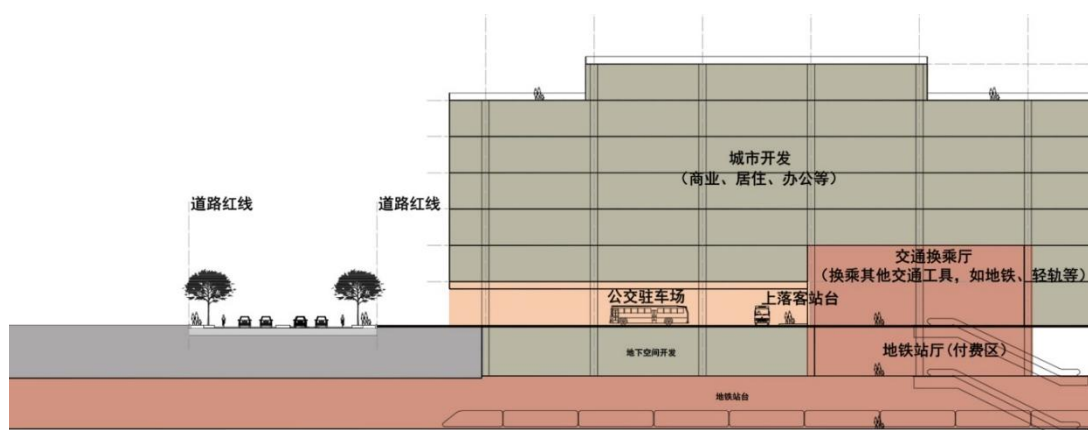 城市开发
（商业、居住、办公等）
道路红线
道路红线
交通换乘厅
（换乘其他交通工具，如地铁、轻轨等）
公交驻车场
上落客站台
地下空间开发
地铁站厅(付费区)
地铁站台